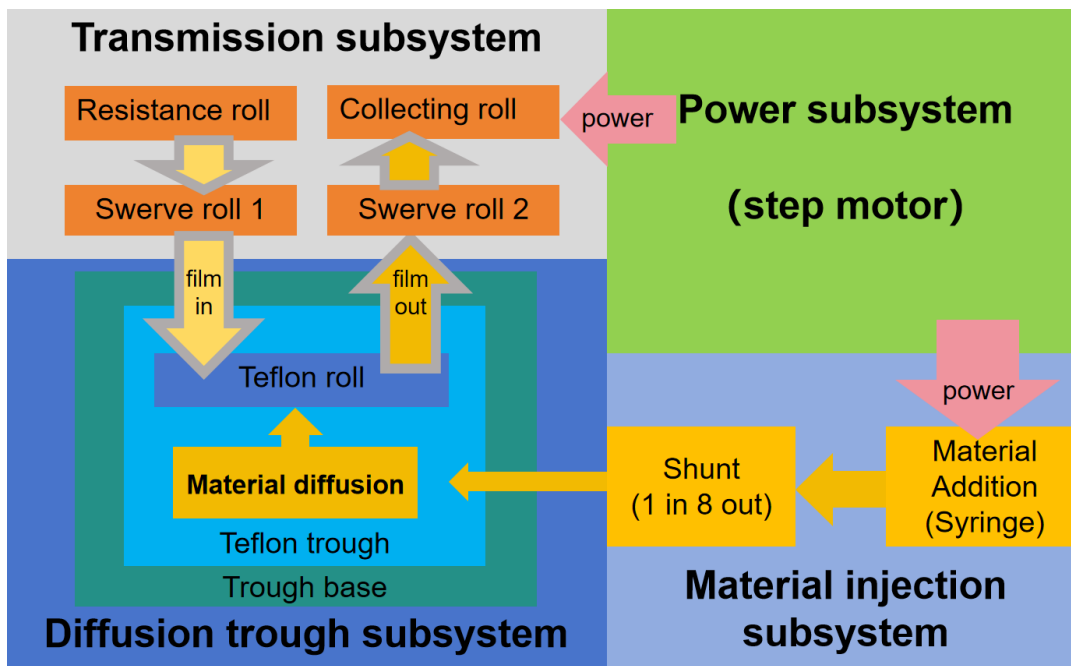 Transmission subsystem
Resistance roll
Collecting roll
power
Power subsystem
(step motor)
Swerve roll 1
Swerve roll 2
film
in
film
out
Teflon roll
power
Material diffusion
Shunt
(1 in 8 out)
Material
Addition
(Syringe)
Teflon trough
Trough base
Diffusion trough subsystem
Material injection
subsystem